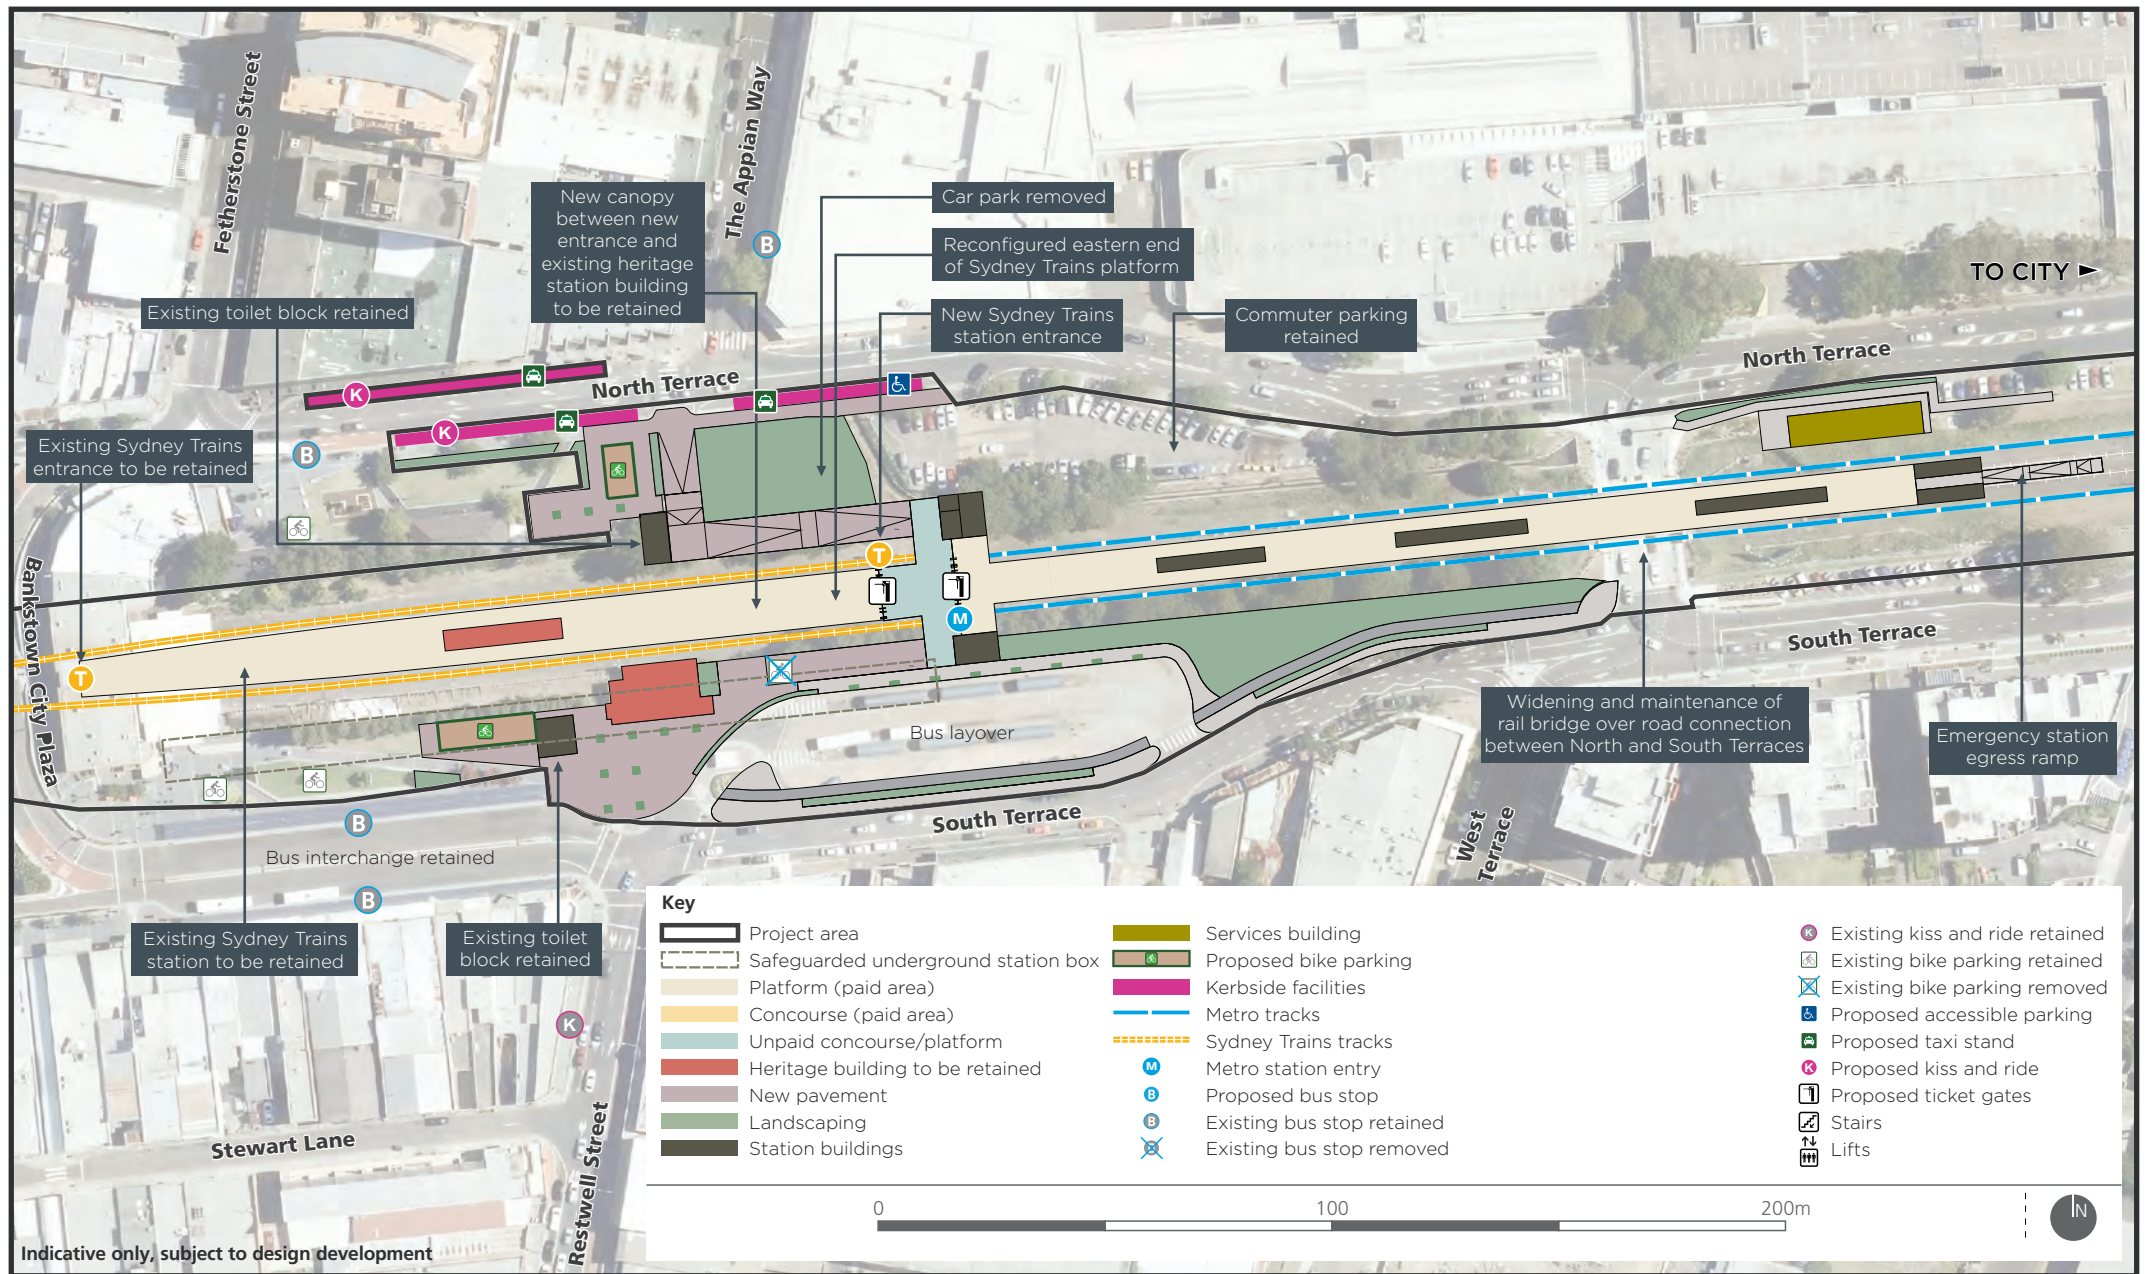 Fetherstone Street
The Appian Way
New canopy
between new
entrance and
existing heritage
station building
to be retained
Car park removed
Reconfigured eastern end
of Sydney Trains platform
B
TO CITY
Existing toilet block retained
New Sydney Trains
station entrance
Commuter parking
retained
North Terrace
North Terrace
K
K
Existing Sydney Trains
entrance to be retained
B
T
M
T
Bankstown City Plaza
South Terrace
Widening and maintenance of
rail bridge over road connection
between North and South Terraces
Emergency station
egress ramp
Bus layover
South Terrace
West
Terrace
B
Bus interchange retained
B
Existing Sydney Trains
station to be retained
Existing toilet
block retained
K
Stewart Lane
Restwell Street
Indicative only, subject to design development
Key
Project area
Safeguarded underground station box
Platform (paid area)
Concourse (paid area)
Unpaid concourse/platform
Heritage building to be retained
New pavement
Landscaping
Station buildings
Services building
Proposed bike parking
Kerbside facilities
Metro tracks
Sydney Trains tracks
M Metro station entry
B Proposed bus stop
B Existing bus stop retained
B Existing bus stop removed
K Existing kiss and ride retained
Existing bike parking retained
Existing bike parking removed
Proposed accessible parking
Proposed taxi stand
K Proposed kiss and ride
Proposed ticket gates
Stairs
Lifts
0 100 200m
N